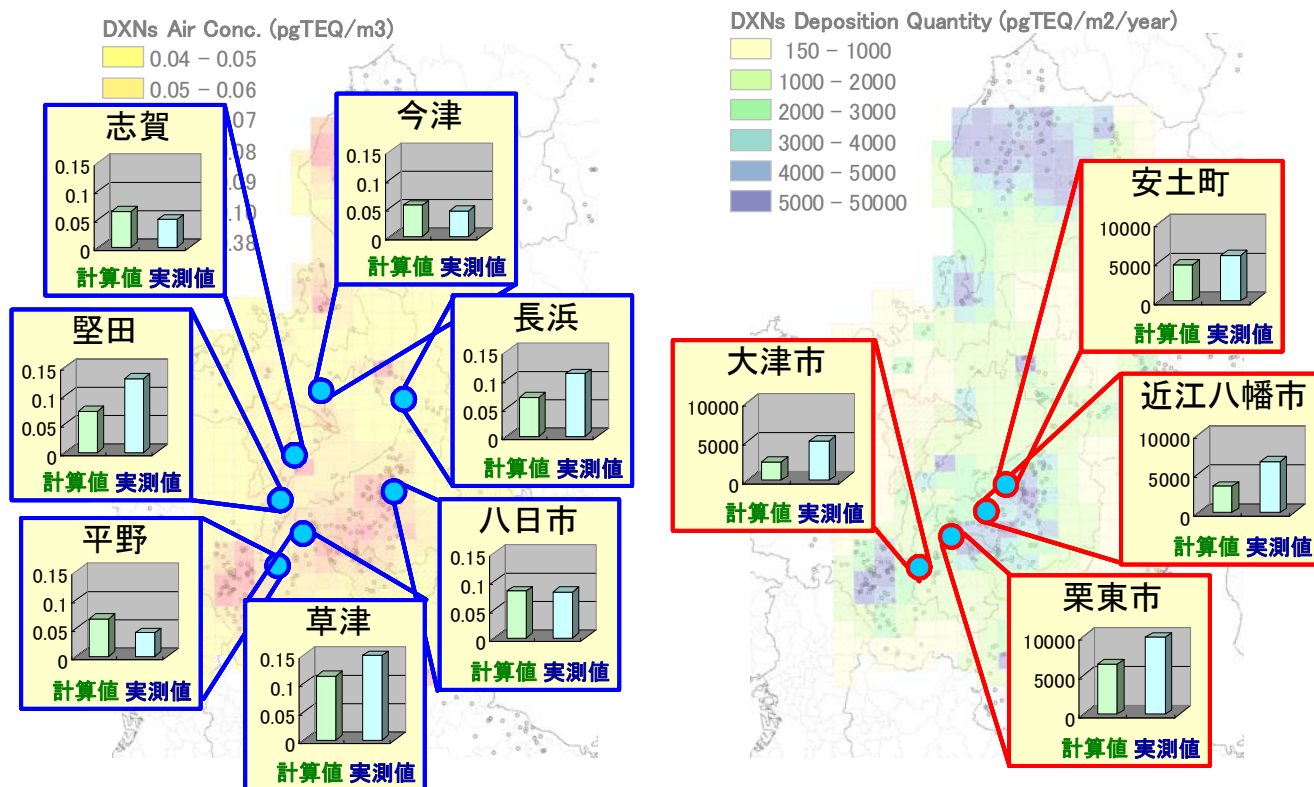 DXNs Air Conc. (pgTEQ/m3)
0.04 - 0.05
0.05 - 0.06
志賀
0.15
0.1
0.05
0
計算値 実測値
今津
0.15
0.1
0.05
0
計算値 実測値
堅田
0.15
0.1
0.05
0
計算値 実測値
長浜
0.15
0.1
0.05
0
計算値 実測値
平野
0.15
0.1
0.05
0
計算値 実測値
草津
0.15
0.1
0.05
0
計算値 実測値
八日市
0.15
0.1
0.05
0
計算値 実測値
DXNs Deposition Quantity (pgTEQ/m2/year)
150 - 1000
1000 - 2000
2000 - 3000
3000 - 4000
4000 - 5000
5000 - 50000
安土町
10000
5000
0
計算値 実測値
大津市
10000
5000
0
計算値 実測値
近江八幡市
10000
5000
0
計算値 実測値
栗東市
10000
5000
0
計算値 実測値